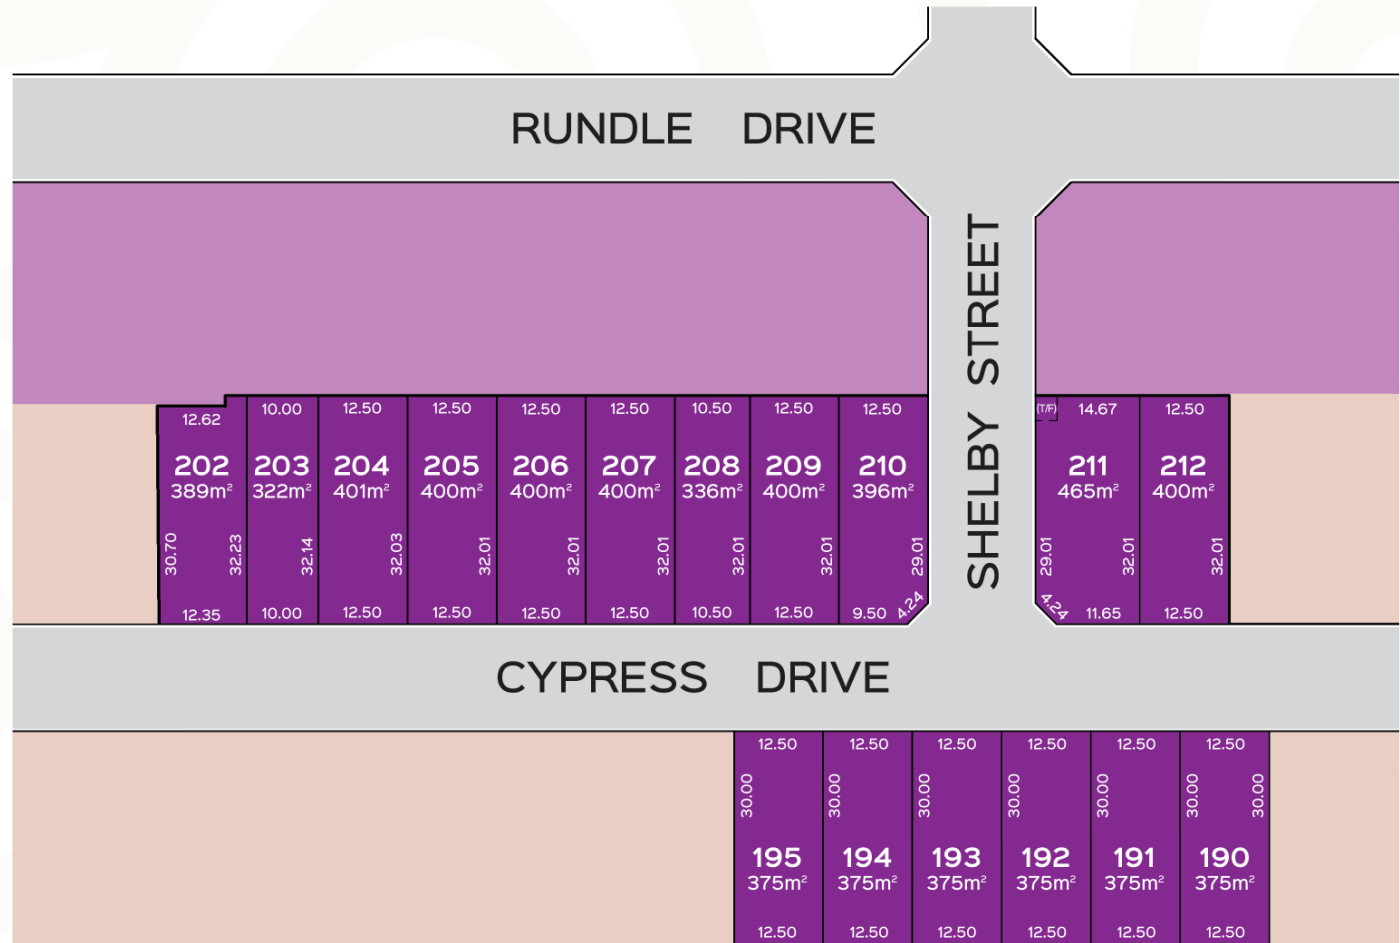 RUNDLE DRIVE
SHELBY STREET
12.62 10.00 12.50 12.50 12.50 12.50 10.50 12.50 12.50 (T/F) 14.67 12.50
202 203 204 205 206 207 208 209 210 211 212
389m² 322m² 401m² 400m² 400m² 400m² 336m² 400m² 396m² 465m² 400m²
30.70 32.23 32.14 32.03 32.01 32.01 32.01 32.01 32.01 29.01 29.01 32.01 32.01
12.35 10.00 12.50 12.50 12.50 12.50 10.50 12.50 9.50 4.24 4.24 11.65 12.50
CYPRESS DRIVE
12.50 12.50 12.50 12.50 12.50 12.50
30.00 30.00 30.00 30.00 30.00 30.00 30.00
195 194 193 192 191 190
375m² 375m² 375m² 375m² 375m² 375m²
12.50 12.50 12.50 12.50 12.50 12.50